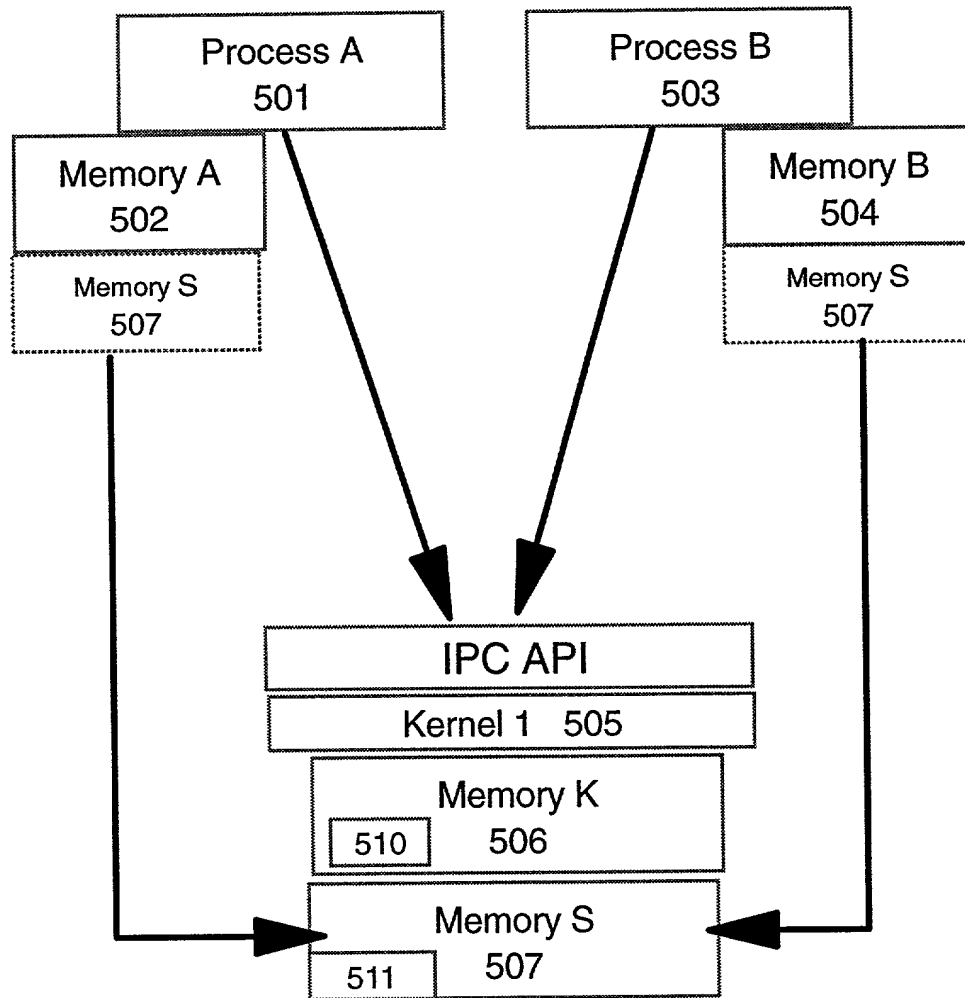 Process A
501
Process B
503
Memory A
502
Memory B
504
Memory S
507
Memory S
507
IPC API
Kernel 1 505
Memory K
510 506
Memory S
507
511